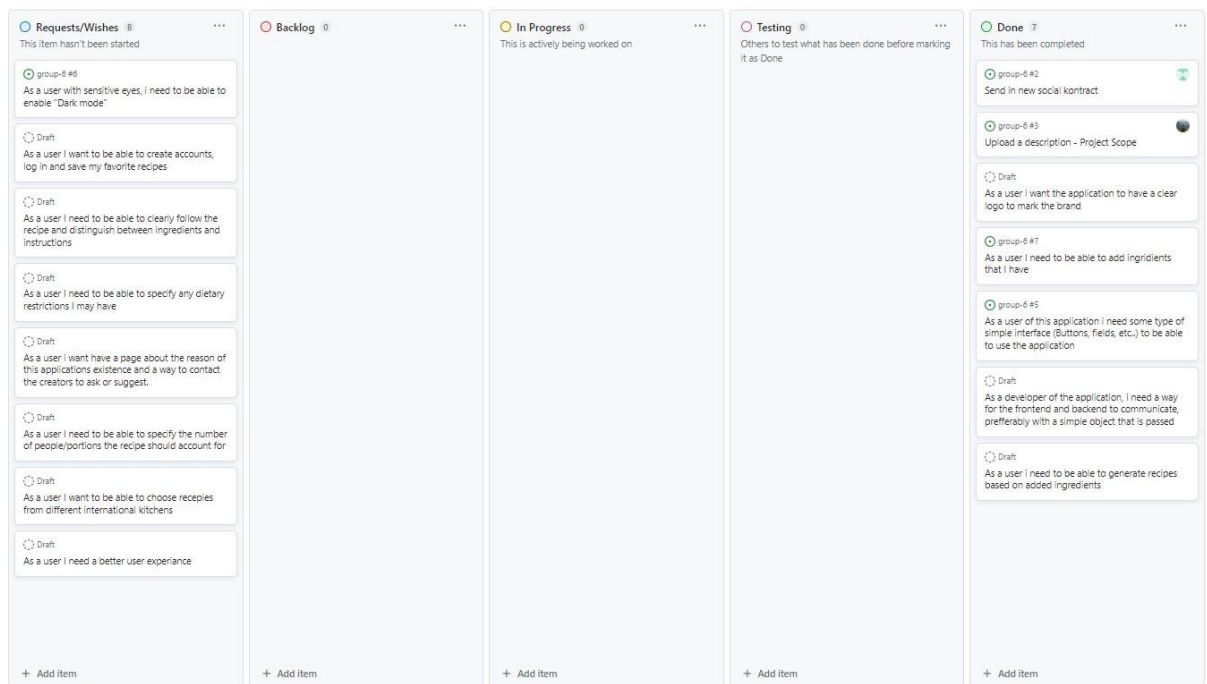 Requests/Wishes 8 ...
This item hasn't been started
group-6 #6
As a user with sensitive eyes, i need to be able to
enable "Dark mode"
Draft
As a user I want to be able to create accounts,
log in and save my favorite recipes
Draft
As a user I need to be able to clearly follow the
recipe and distinguish between ingredients and
instructions
Draft
As a user I need to be able to specify any dietary
restrictions I may have
Draft
As a user i want have a page about the reason of
this applications existence and a way to contact
the creators to ask or suggest.
Draft
As a user I need to be able to specify the number
of people/portions the recipe should account for
Draft
As a user I want to be able to choose recepies
from different international kitchens
Draft
As a user I need a better user experiance
+ Add item
Backlog 0 ...
+ Add item
In Progress 0 ...
This is actively being worked on
+ Add item
Testing 0 ...
Others to test what has been done before marking
it as Done
+ Add item
Done 7 ...
This has been completed
group-6 #2
Send in new social kontract
group-6 #3
Upload a description - Project Scope
Draft
As a user i want the application to have a clear
logo to mark the brand
group-6 #7
As a user I need to be able to add ingridients
that I have
group-6 #5
As a user of this application i need some type of
simple interface (Buttons, fields, etc..) to be able
to use the application
Draft
As a developer of the application, i need a way
for the frontend and backend to communicate,
prefferably with a simple object that is passed
Draft
As a user i need to be able to generate recipes
based on added ingredients
+ Add item